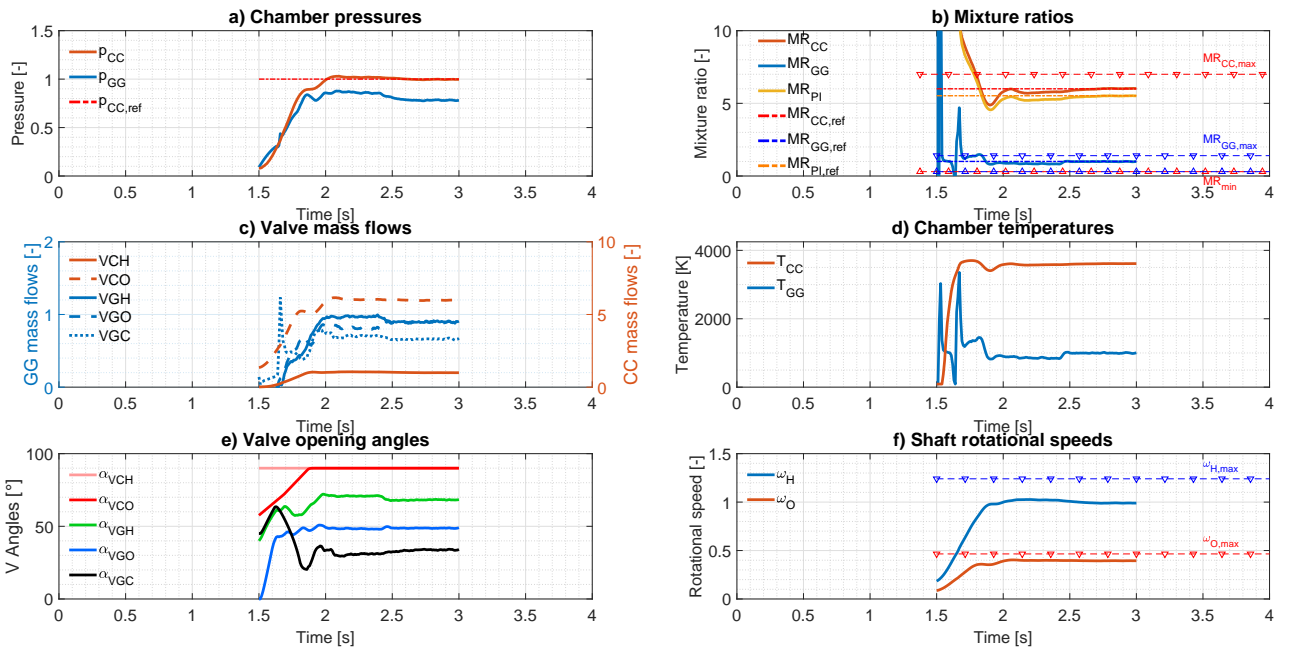 a) Chamber pressures
Pressure [-]
1.5
1
0.5
0
p_CC
p_GG
p_CC,ref
0 0.5 1 1.5 2 2.5 3 3.5 4
Time [s]
b) Mixture ratios
Mixture ratio [-]
10
5
0
MR_CC
MR_GG
MR_PI
MR_CC,ref
MR_GG,ref
MR_PI,ref
MR_CC,max
MR_GG,max
MR_min
0 0.5 1 1.5 2 2.5 3 3.5 4
Time [s]
c) Valve mass flows
GG mass flows [-]
2
1
0
VCH
VCO
VGH
VGO
VGC
10
5
0
CC mass flows [-]
0 0.5 1 1.5 2 2.5 3 3.5 4
Time [s]
d) Chamber temperatures
Temperature [K]
4000
2000
0
T_CC
T_GG
0 0.5 1 1.5 2 2.5 3 3.5 4
Time [s]
e) Valve opening angles
V Angles [°]
100
50
0
α_VCH
α_VCO
α_VGH
α_VGO
α_VGC
0 0.5 1 1.5 2 2.5 3 3.5 4
Time [s]
f) Shaft rotational speeds
Rotational speed [-]
1.5
1
0.5
0
ω_H
ω_O
ω_H,max
ω_O,max
0 0.5 1 1.5 2 2.5 3 3.5 4
Time [s]